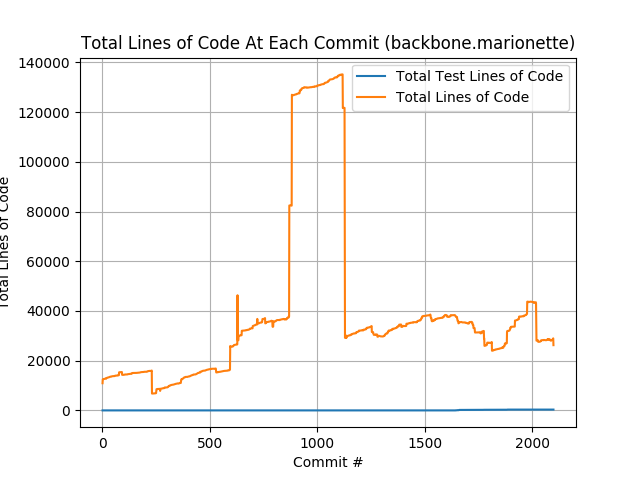 Total Lines of Code At Each Commit (backbone.marionette)
Total Test Lines of Code
Total Lines of Code
140000
120000
100000
80000
60000
40000
20000
0
Total Lines of Code
0 500 1000 1500 2000
Commit #